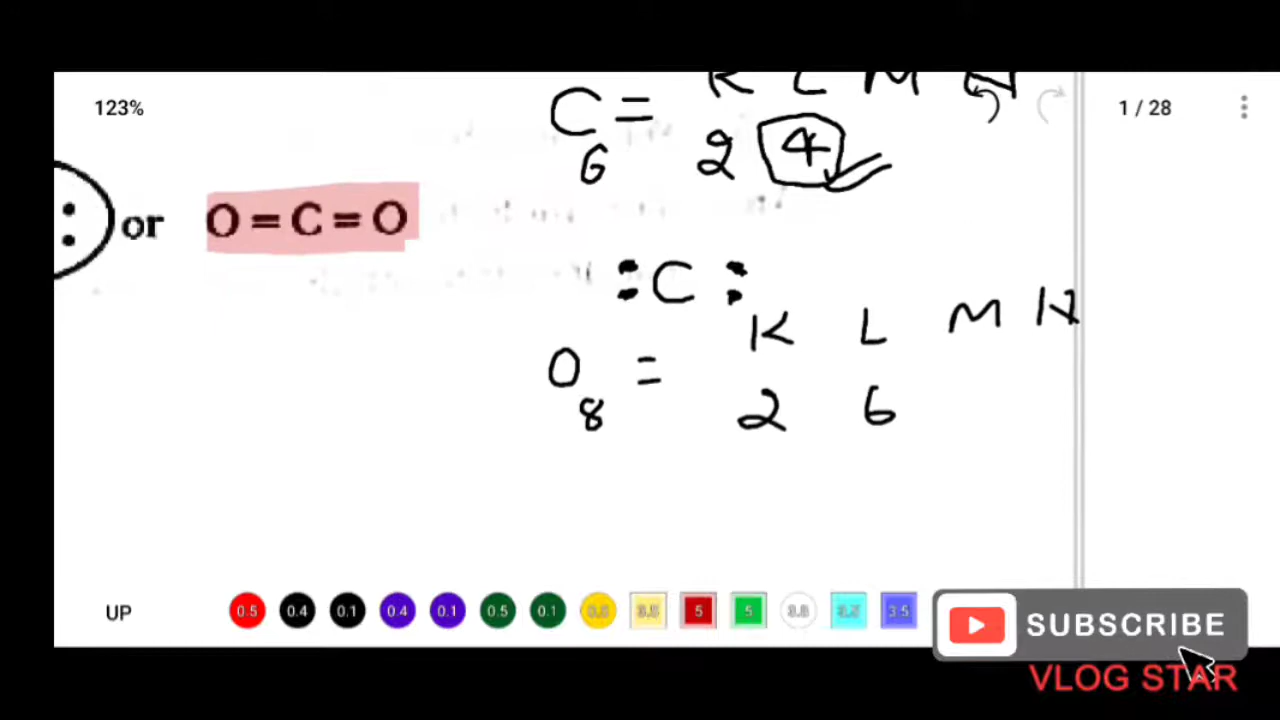 K L M N
123%
C =
1 / 28
6 2 4
: or O = C = O
: C :
K L M N
O =
8 2 6
UP 0.5 0.4 0.1 0.4 0.1 0.5 0.1 3.5 5 5 3.5
SUBSCRIBE
VLOG STAR